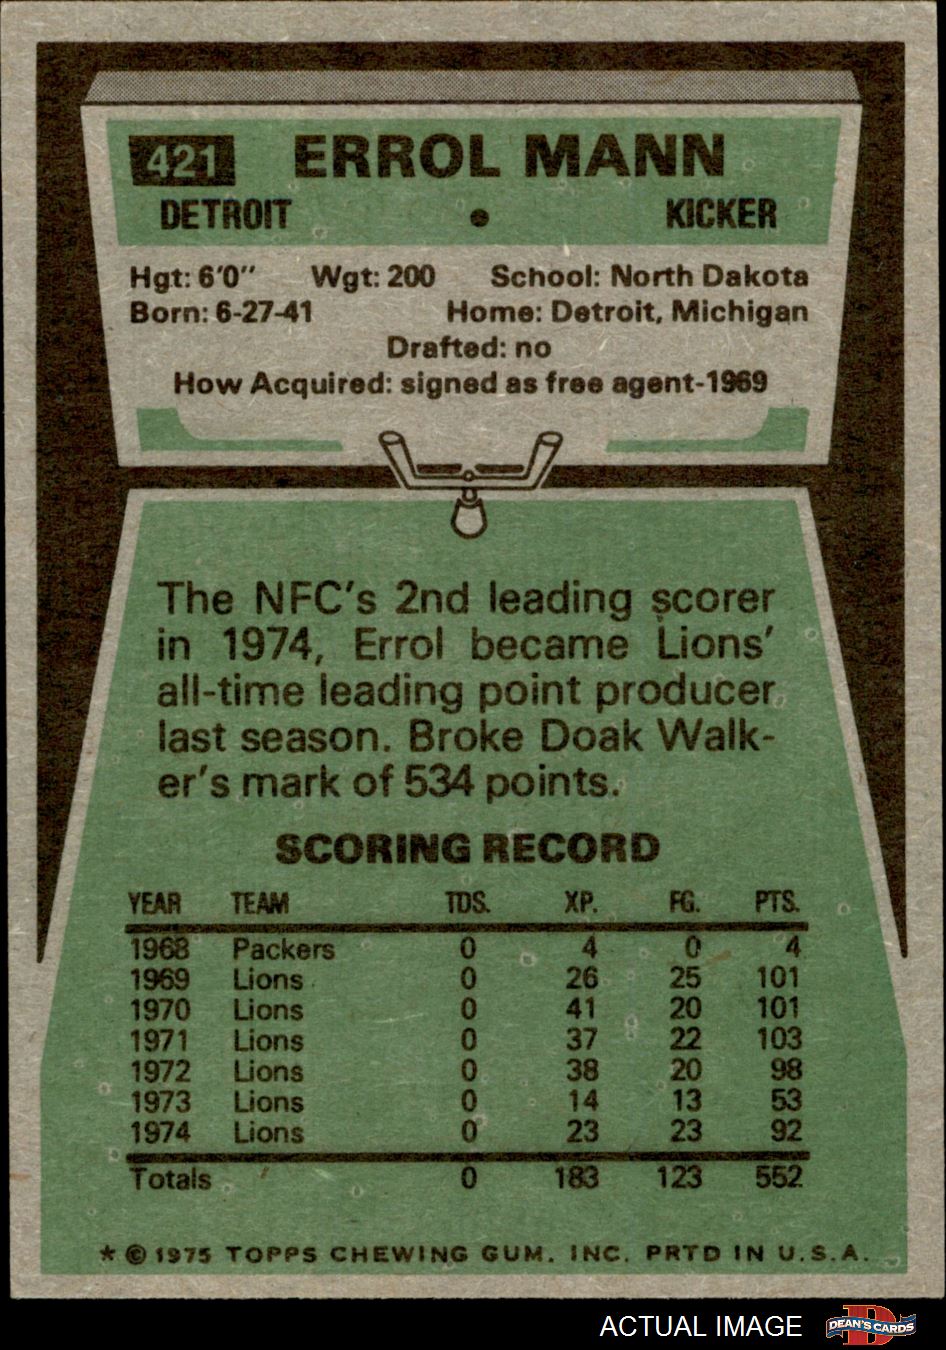 421 ERROL MANN
DETROIT • KICKER
Hgt: 6'0" Wgt: 200 School: North Dakota
Born: 6-27-41 Home: Detroit, Michigan
Drafted: no
How Acquired: signed as free agent-1969
The NFC's 2nd leading scorer
in 1974, Errol became Lions'
all-time leading point producer
last season. Broke Doak Walk-
er's mark of 534 points.
SCORING RECORD
YEAR TEAM TDS. XP. FG. PTS.
1968 Packers 0 4 0 4
1969 Lions 0 26 25 101
1970 Lions 0 41 20 101
1971 Lions 0 37 22 103
1972 Lions 0 38 20 98
1973 Lions 0 14 13 53
1974 Lions 0 23 23 92
Totals 0 183 123 552
* © 1975 TOPPS CHEWING GUM. INC. PRTD IN U.S.A.
ACTUAL IMAGE D DEAN'S CARDS